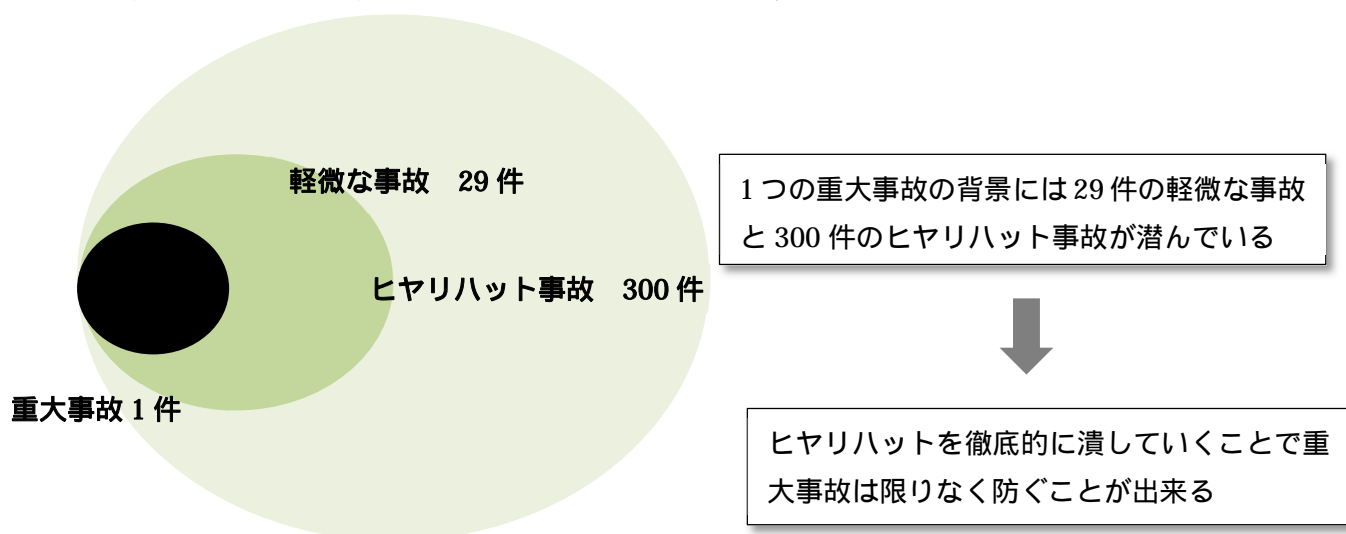 軽微な事故　29 件
ヒヤリハット事故　300 件
重大事故 1 件
1 つの重大事故の背景には 29 件の軽微な事故
と 300 件のヒヤリハット事故が潜んでいる
ヒヤリハットを徹底的に潰していくことで重
大事故は限りなく防ぐことが出来る